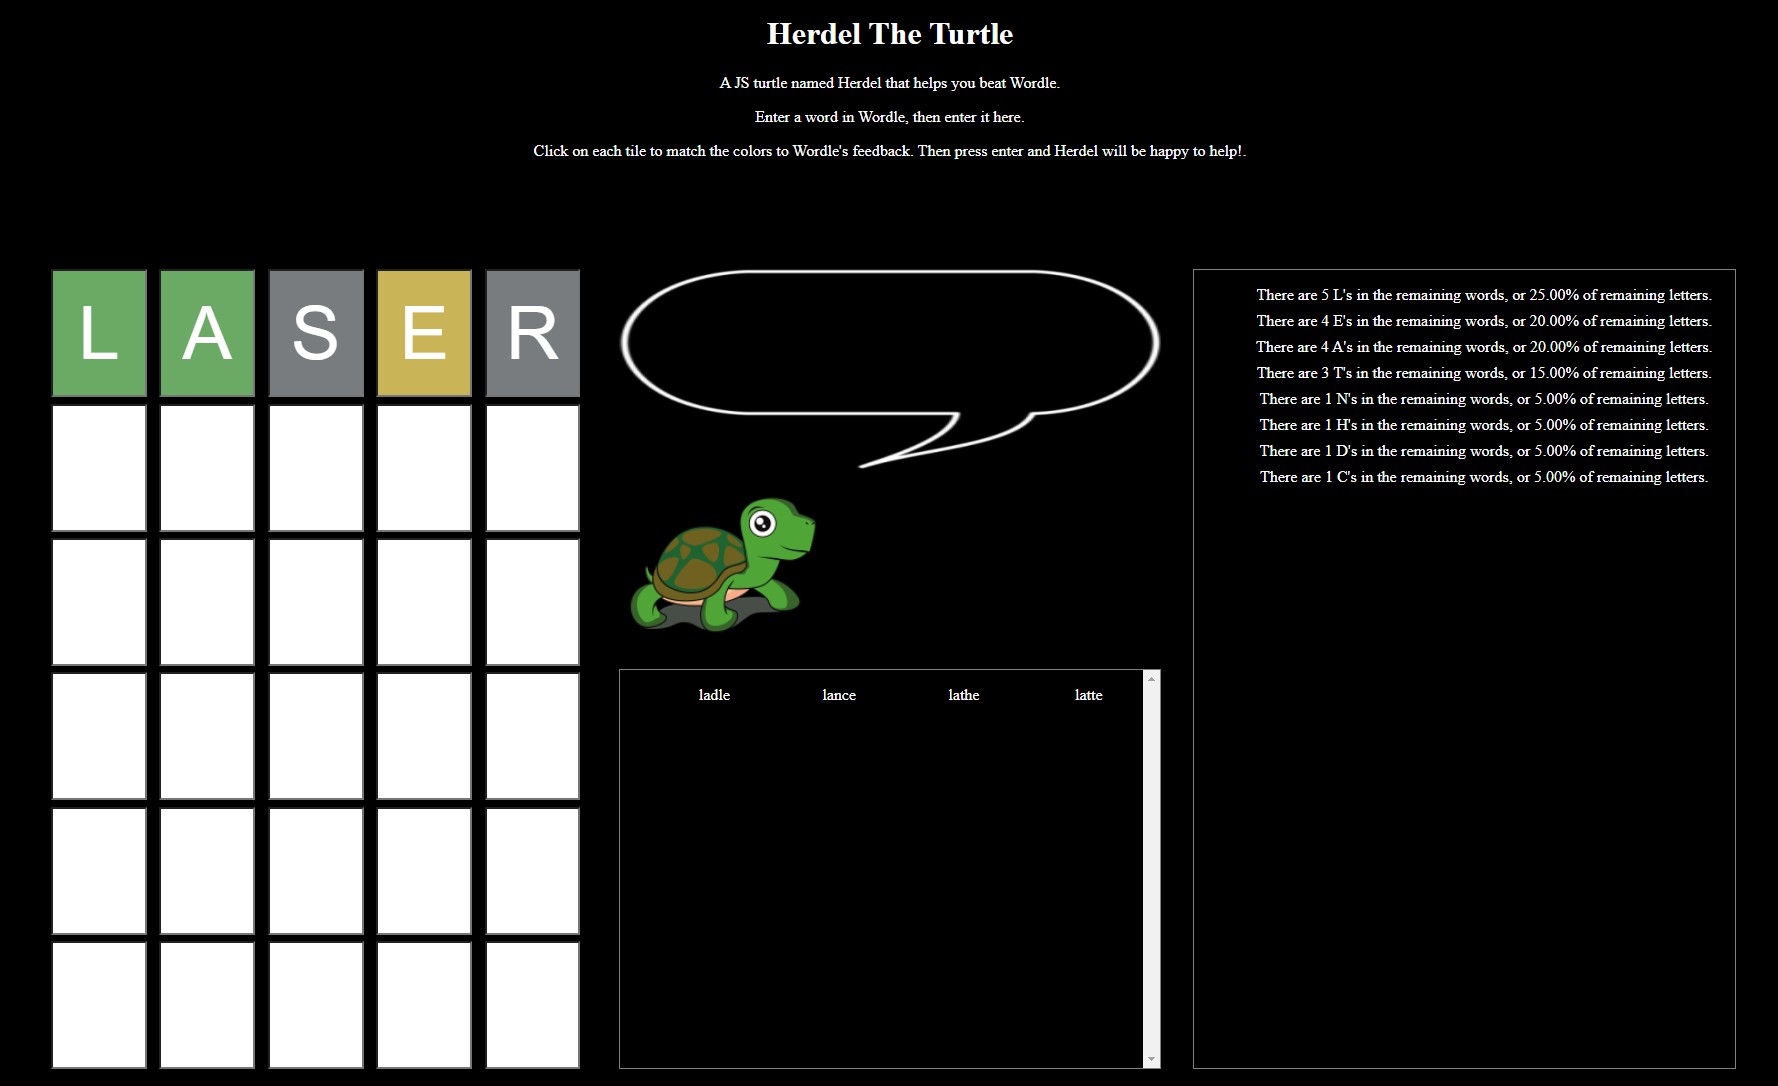 Herdel The Turtle
A JS turtle named Herdel that helps you beat Wordle.
Enter a word in Wordle, then enter it here.
Click on each tile to match the colors to Wordle's feedback. Then press enter and Herdel will be happy to help!.
L A S E R
ladle lance lathe latte
There are 5 L's in the remaining words, or 25.00% of remaining letters.
There are 4 E's in the remaining words, or 20.00% of remaining letters.
There are 4 A's in the remaining words, or 20.00% of remaining letters.
There are 3 T's in the remaining words, or 15.00% of remaining letters.
There are 1 N's in the remaining words, or 5.00% of remaining letters.
There are 1 H's in the remaining words, or 5.00% of remaining letters.
There are 1 D's in the remaining words, or 5.00% of remaining letters.
There are 1 C's in the remaining words, or 5.00% of remaining letters.